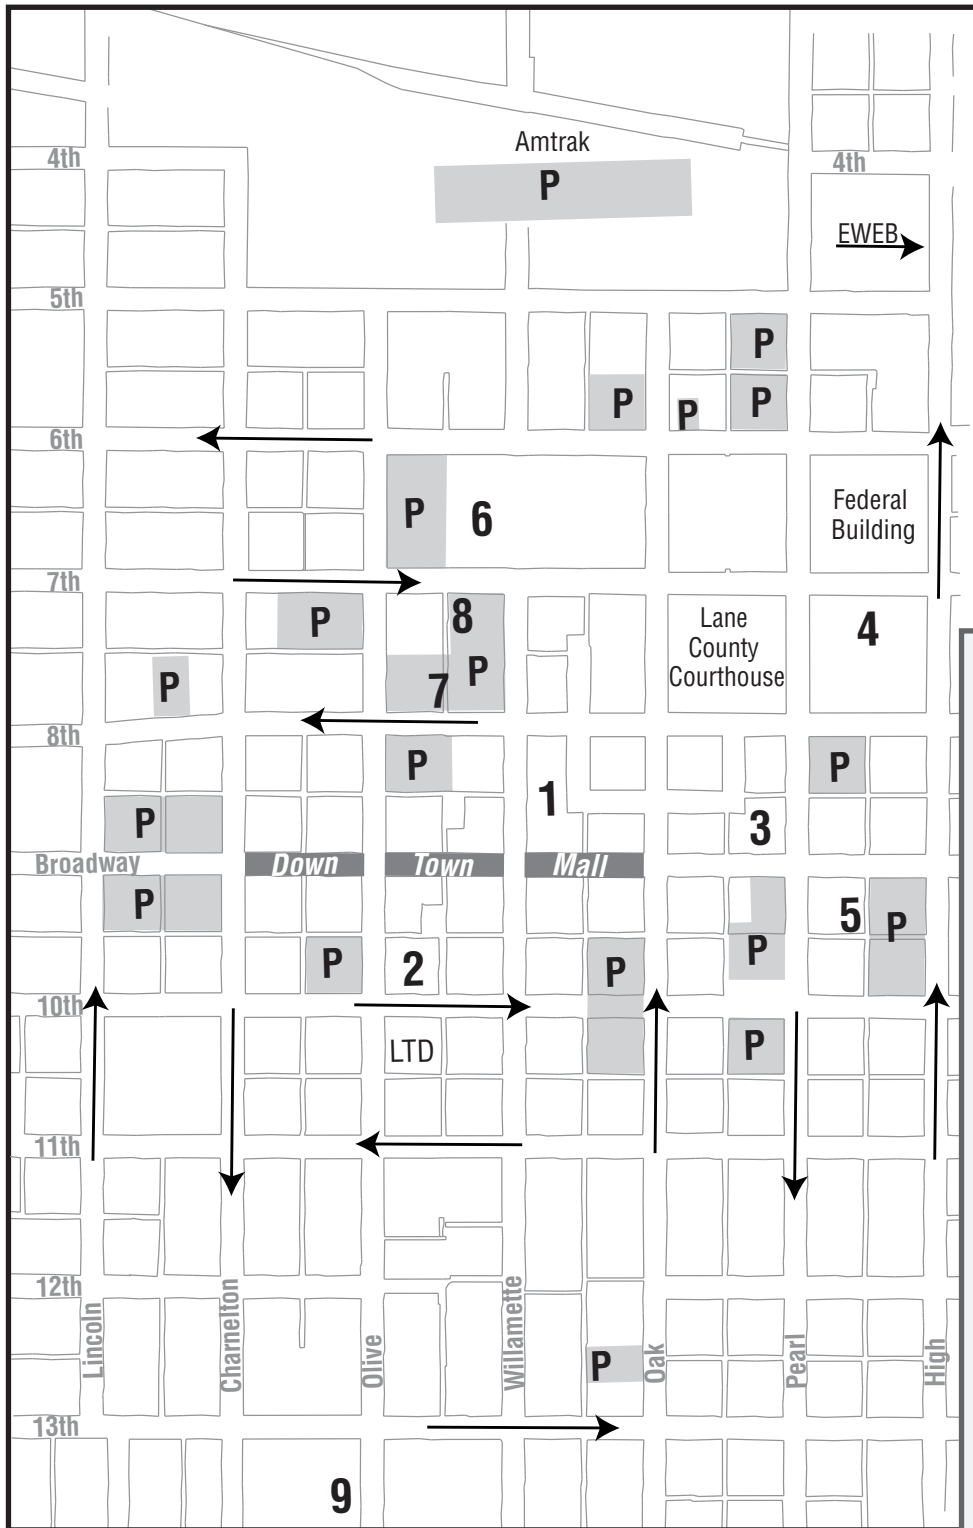 Amtrak
4th
4th
P
EWEB
5th
P
P
P
P
6th
P
6
Federal
Building
7th
P
8
Lane
County
Courthouse
4
P
7
P
8th
P
P
1
P
3
Broadway
Down
Town
Mall
P
5
P
P
P
2
P
10th
LTD
P
11th
12th
Lincoln
Charnelton
Olive
Willamette
Oak
Pearl
High
P
13th
9